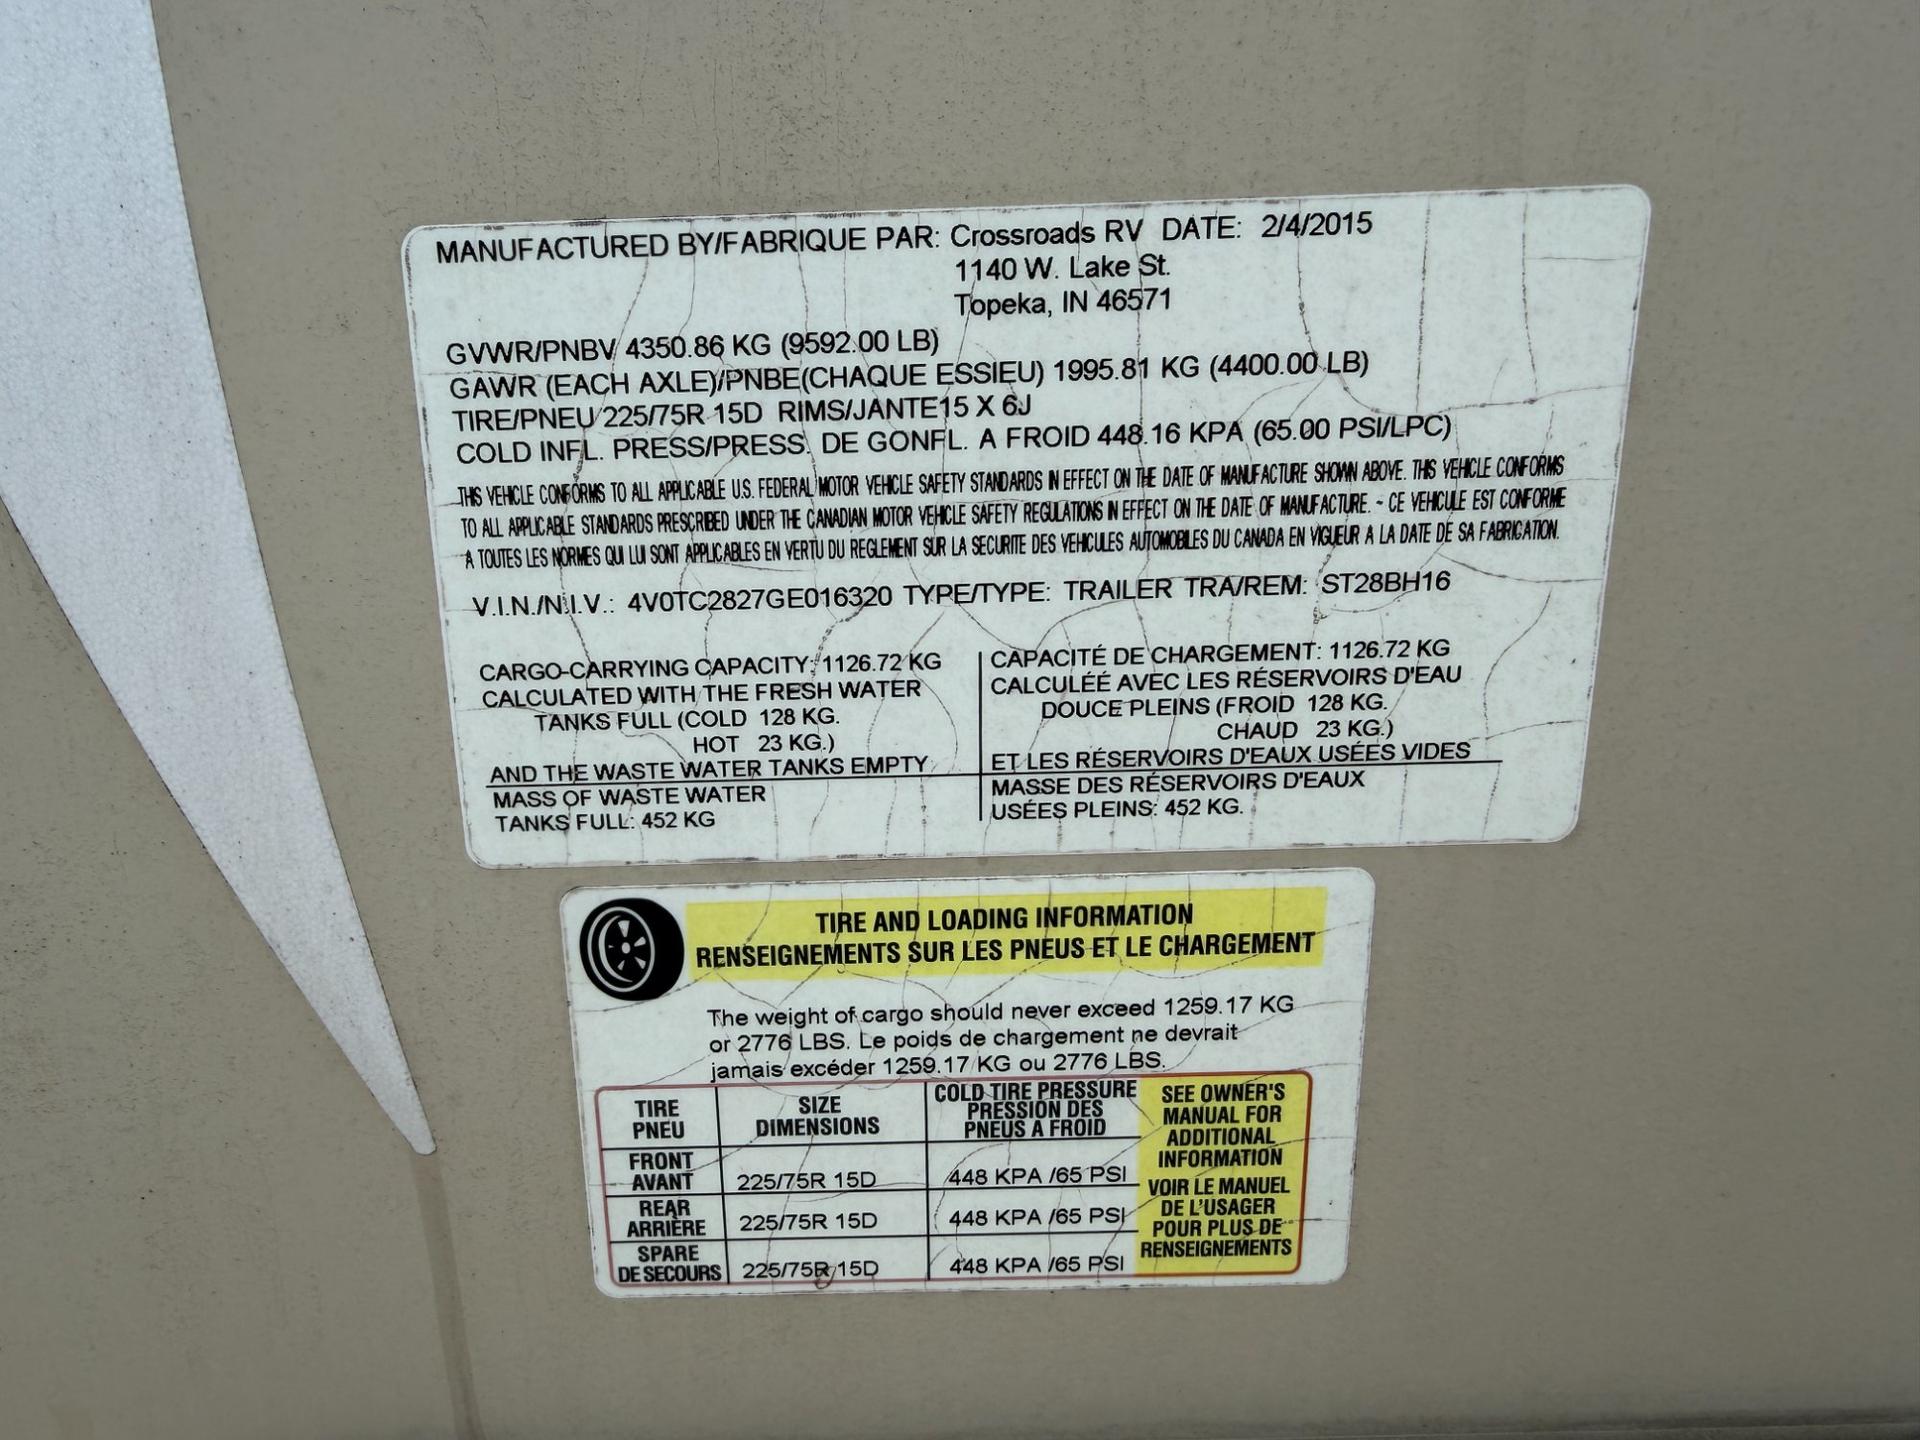 MANUFACTURED BY/FABRIQUE PAR: Crossroads RV DATE: 2/4/2015
1140 W. Lake St.
Topeka, IN 46571
GVWR/PNBV 4350.86 KG (9592.00 LB)
GAWR (EACH AXLE)/PNBE(CHAQUE ESSIEU) 1995.81 KG (4400.00 LB)
TIRE/PNEU 225/75R 15D RIMS/JANTE15 X 6J
COLD INFL. PRESS/PRESS. DE GONFL. A FROID 448.16 KPA (65.00 PSI/LPC)
THIS VEHICLE CONFORMS TO ALL APPLICABLE U.S. FEDERAL MOTOR VEHICLE SAFETY STANDARDS IN EFFECT ON THE DATE OF MANUFACTURE SHOWN ABOVE. THIS VEHICLE CONFORMS
TO ALL APPLICABLE STANDARDS PRESCRIBED UNDER THE CANADIAN MOTOR VEHICLE SAFETY REGULATIONS IN EFFECT ON THE DATE OF MANUFACTURE. - CE VEHICULE EST CONFORME
A TOUTES LES NORMES QUI LUI SONT APPLICABLES EN VERTU DU REGLEMENT SUR LA SECURITE DES VEHICULES AUTOMOBILES DU CANADA EN VIGUEUR A LA DATE DE SA FABRICATION.
V.I.N./N.I.V.: 4V0TC2827GE016320 TYPE/TYPE: TRAILER TRA/REM: ST28BH16
CARGO-CARRYING CAPACITY: 1126.72 KG
CALCULATED WITH THE FRESH WATER
TANKS FULL (COLD 128 KG.
HOT 23 KG.)
AND THE WASTE WATER TANKS EMPTY
MASS OF WASTE WATER
TANKS FULL: 452 KG
CAPACITÉ DE CHARGEMENT: 1126.72 KG
CALCULÉÉ AVEC LES RÉSERVOIRS D'EAU
DOUCE PLEINS (FROID 128 KG.
CHAUD 23 KG.)
ET LES RÉSERVOIRS D'EAUX USÉES VIDES
MASSE DES RÉSERVOIRS D'EAUX
USÉES PLEINS: 452 KG.
TIRE AND LOADING INFORMATION
RENSEIGNEMENTS SUR LES PNEUS ET LE CHARGEMENT
The weight of cargo should never exceed 1259.17 KG
or 2776 LBS. Le poids de chargement ne devrait
jamais excéder 1259.17 KG ou 2776 LBS.
TIRE
PNEU
SIZE
DIMENSIONS
COLD TIRE PRESSURE
PRESSION DES
PNEUS A FROID
FRONT
AVANT
225/75R 15D
448 KPA /65 PSI
REAR
ARRIÈRE
225/75R 15D
448 KPA /65 PSI
SPARE
DE SECOURS
225/75R 15D
448 KPA /65 PSI
SEE OWNER'S
MANUAL FOR
ADDITIONAL
INFORMATION
VOIR LE MANUEL
DE L'USAGER
POUR PLUS DE
RENSEIGNEMENTS